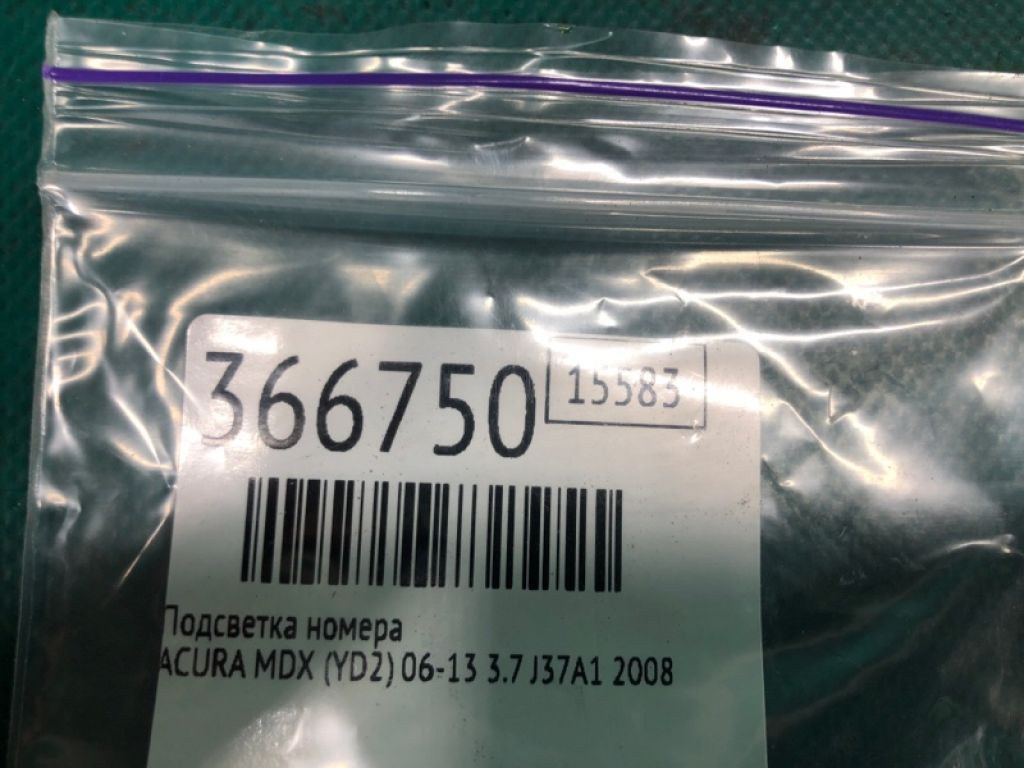 366750 15583
Подсветка номера
ACURA MDX (YD2) 06-13 3.7 J37A1 2008